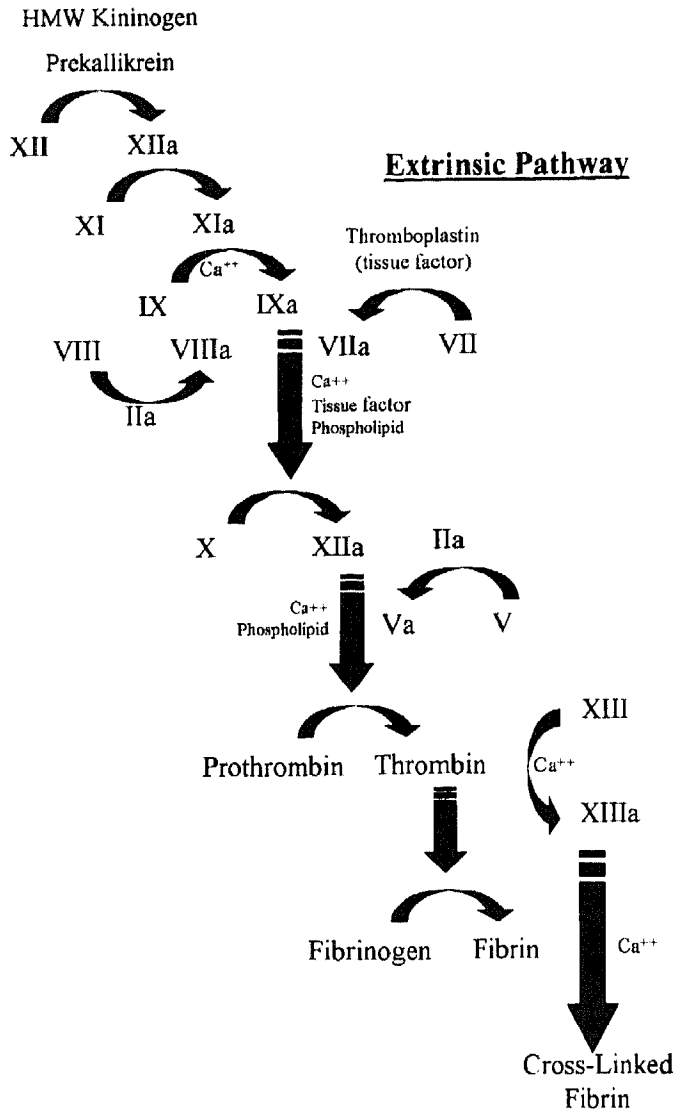 HMW Kininogen
Prekallikrein
XII XIIa
Extrinsic Pathway
XI XIa
Thromboplastin
(tissue factor)
Ca++
IX IXa
VIII VIIIa VIIa VII
Ca++
IIa
Tissue factor
Phospholipid
X XIIa IIa
Ca++
Phospholipid Va V
XIII
Prothrombin Thrombin Ca++
XIIIa
Fibrinogen Fibrin Ca++
Cross-Linked
Fibrin